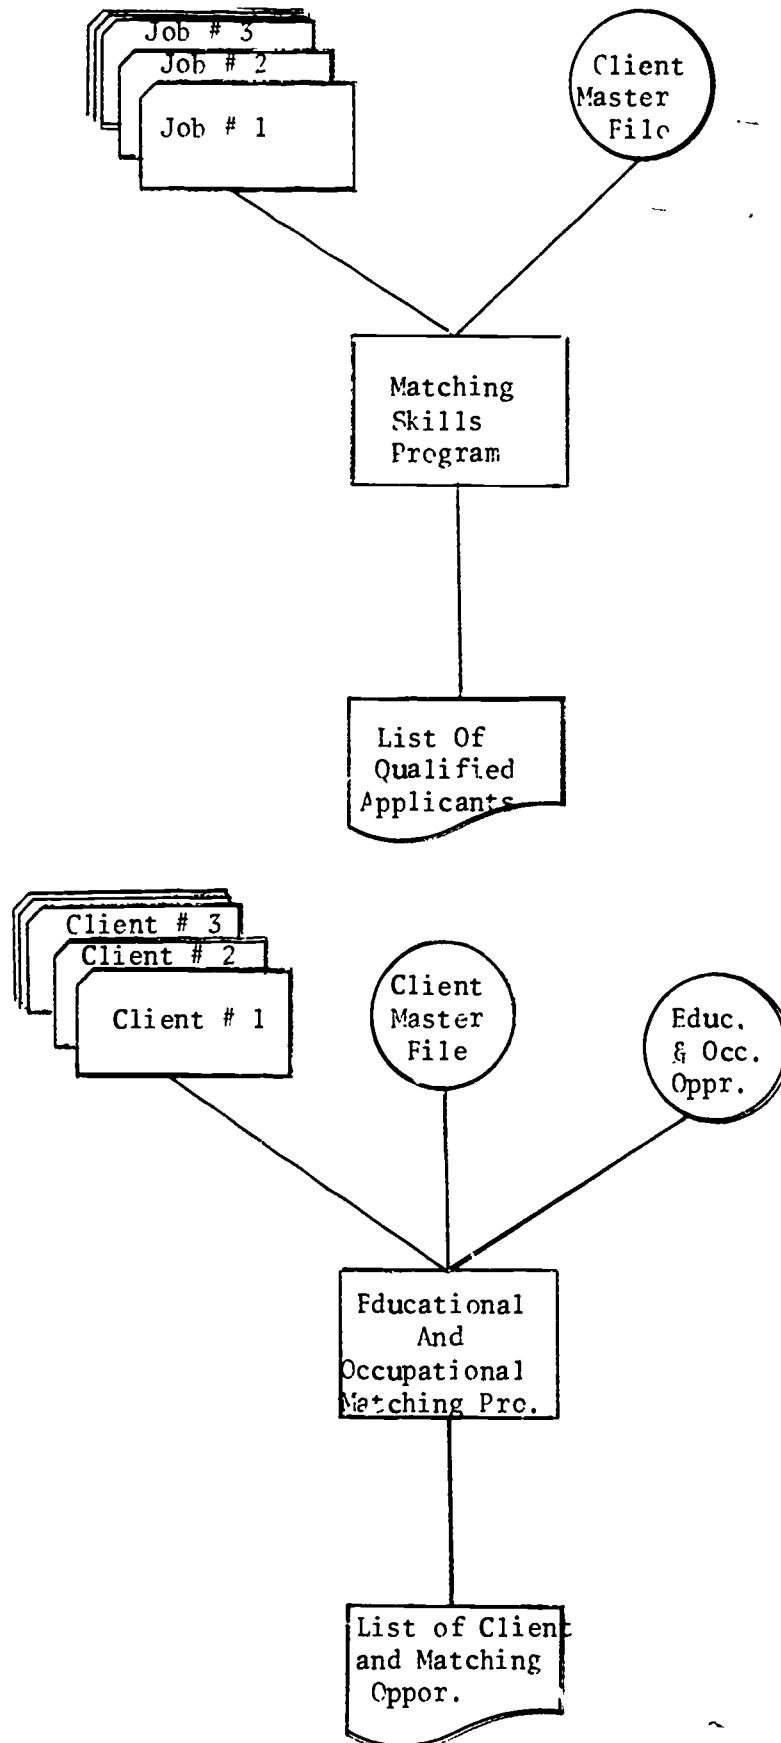 Job # 3
Job # 2
Job # 1
Client
Master
File
Matching
Skills
Program
List Of
Qualified
Applicants
Client # 3
Client # 2
Client # 1
Client
Master
File
Educ.
& Occ.
Oppr.
Educational
And
Occupational
Matching Pro.
List of Client
and Matching
Oppor.